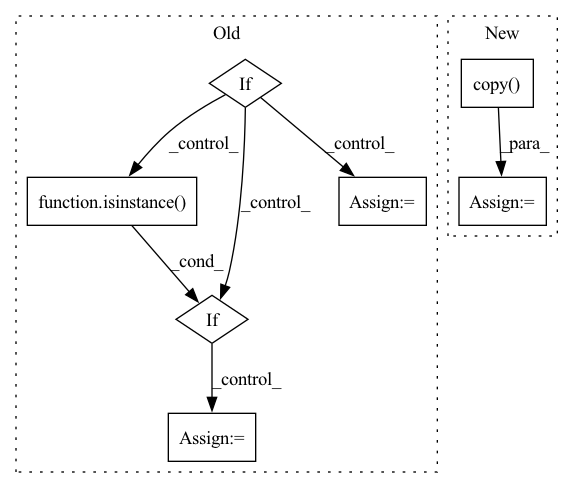 Old
New
If
copy()
_control_
_control_
_para_
_control_
function.isinstance()
Assign:=
Assign:=
_cond_
If
_control_
Assign:=